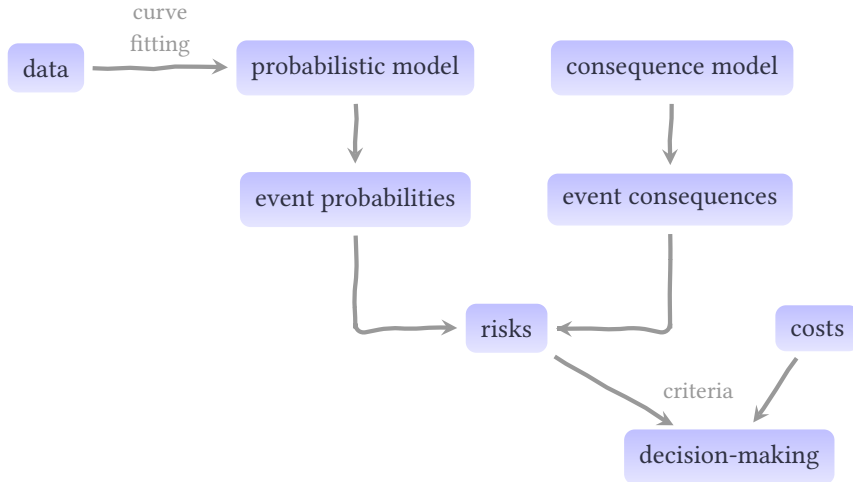 curve
fitting
data
probabilistic model
consequence model
event probabilities
event consequences
risks
costs
criteria
decision-making